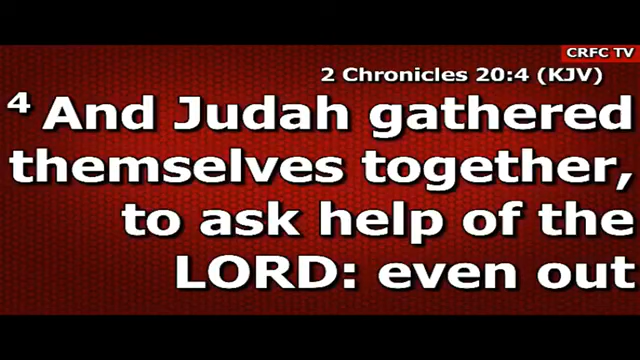 CRFC TV
2 Chronicles 20:4 (KJV)
4 And Judah gathered
themselves together,
to ask help of the
LORD: even out